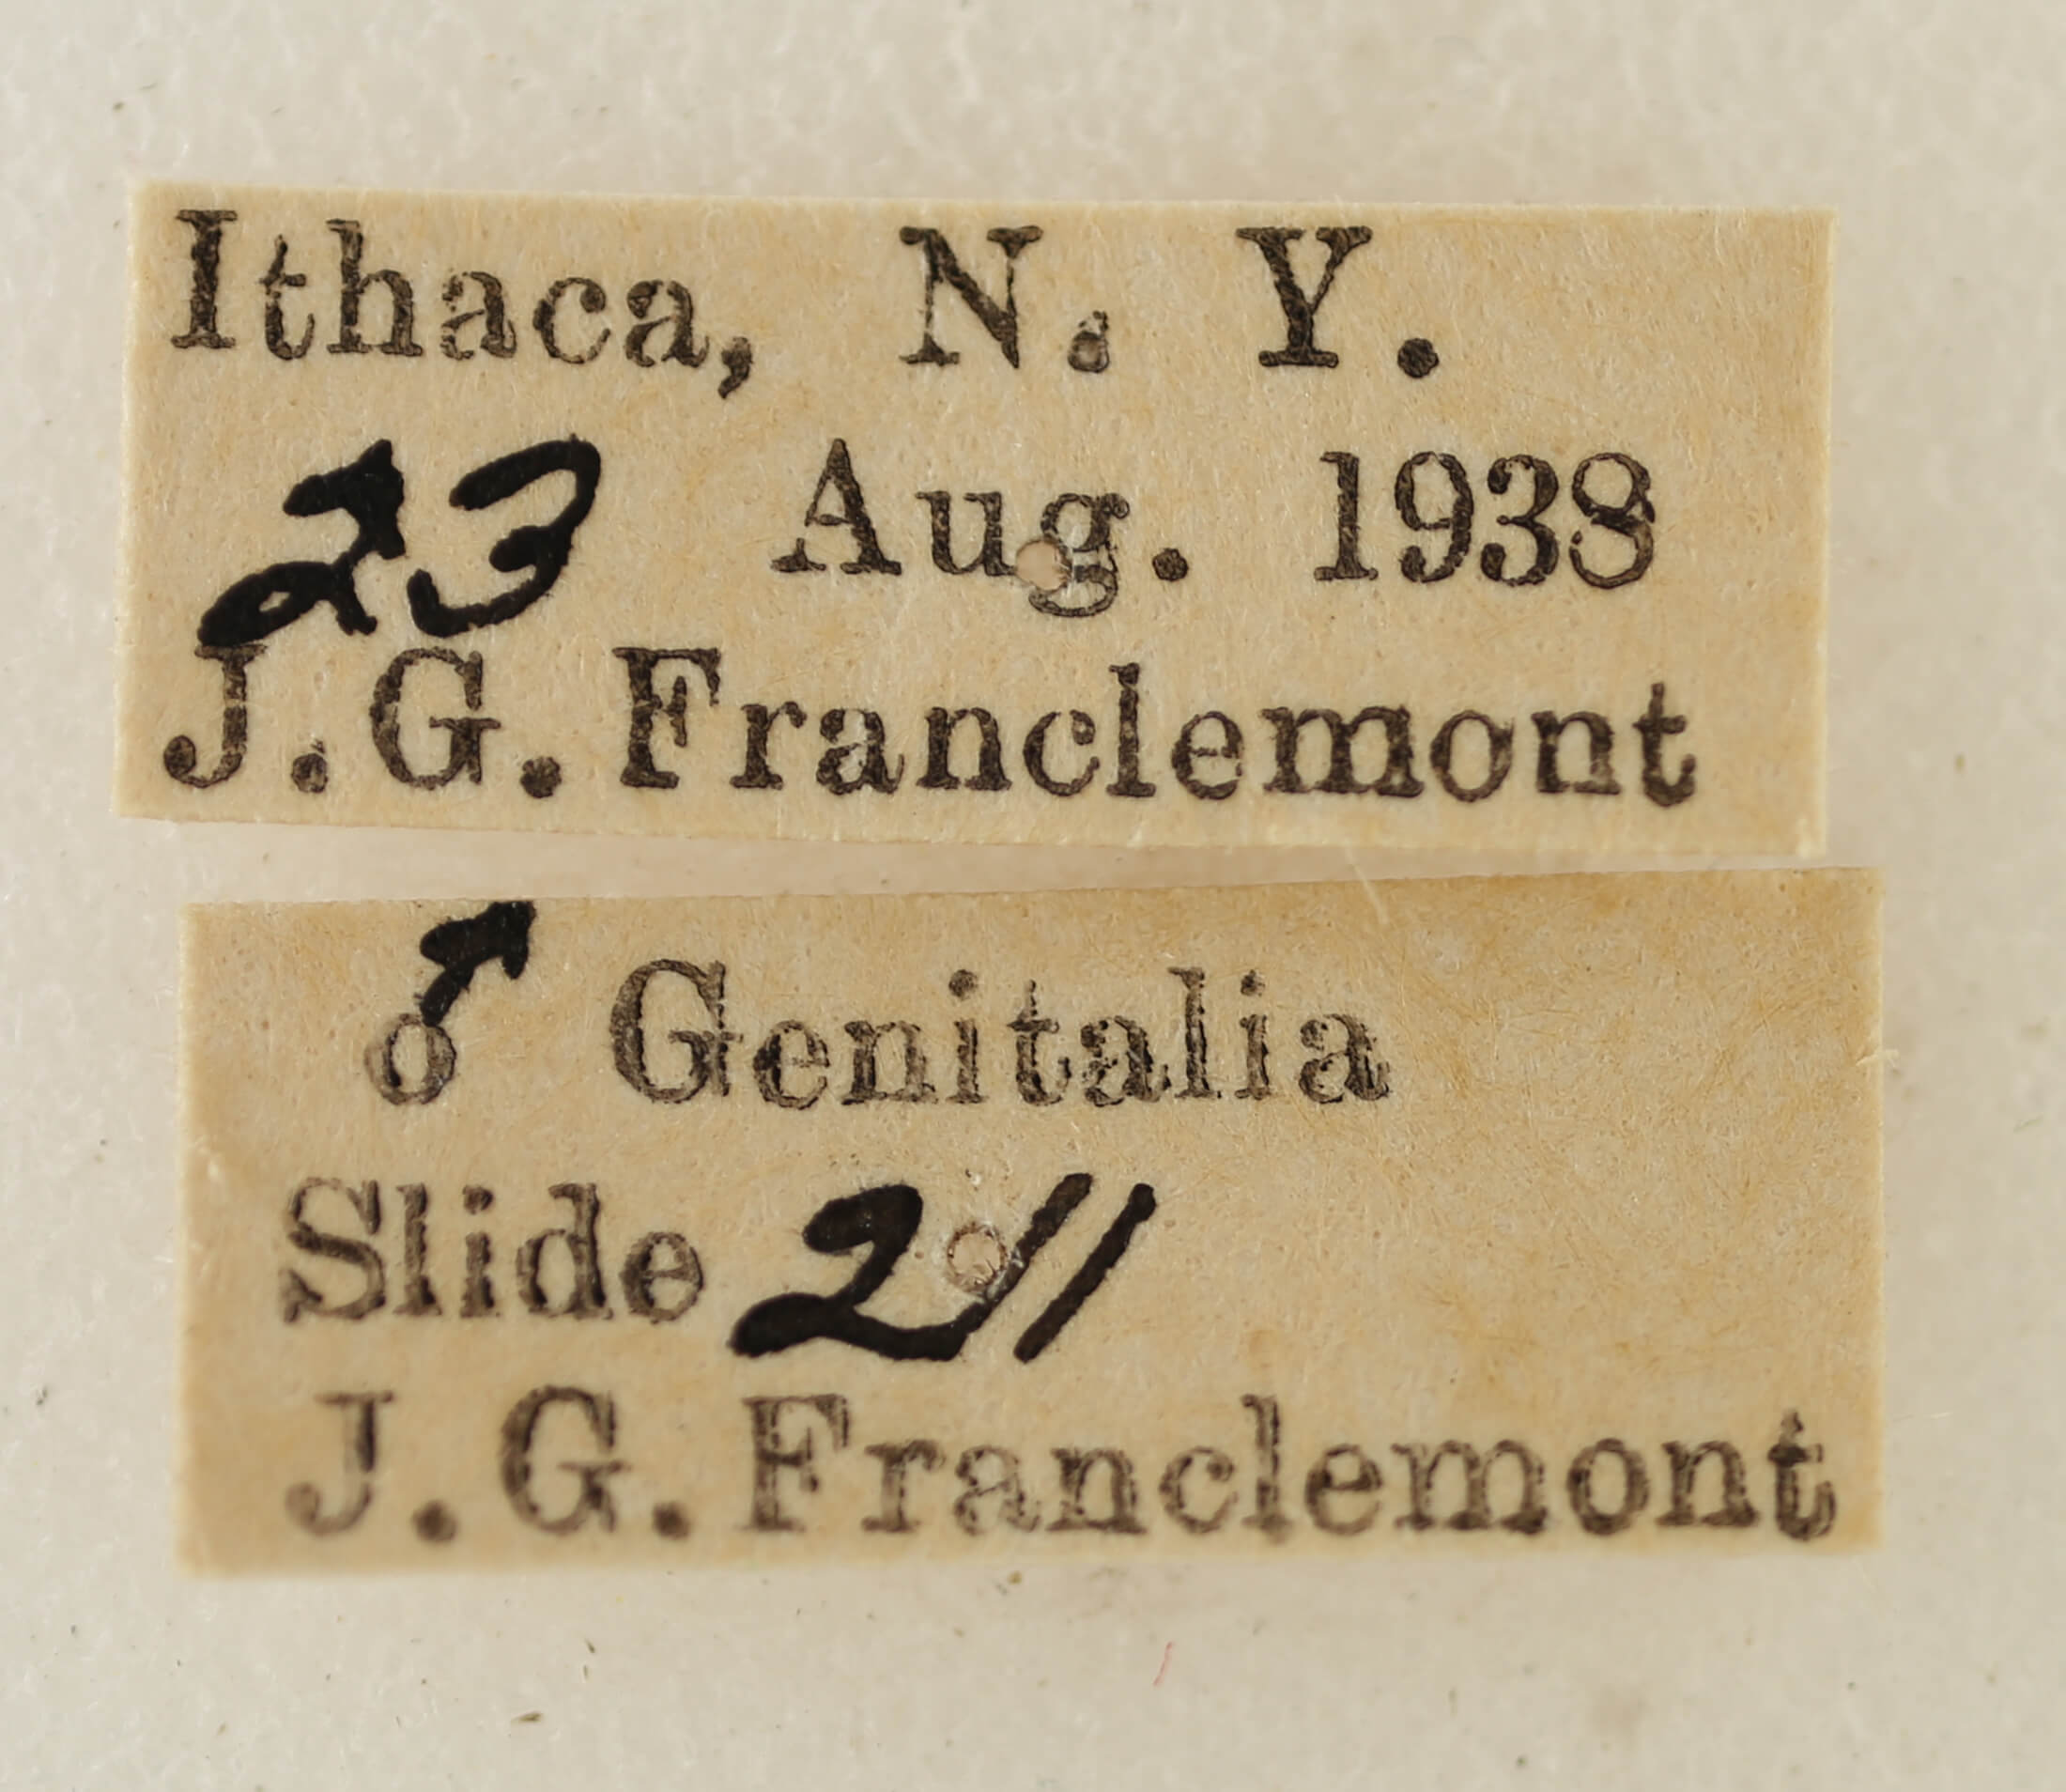 Ithaca, N. Y.
23 Aug. 1938
J. G. Franclemont
♂ Genitalia
Slide 211
J. G. Franclemont